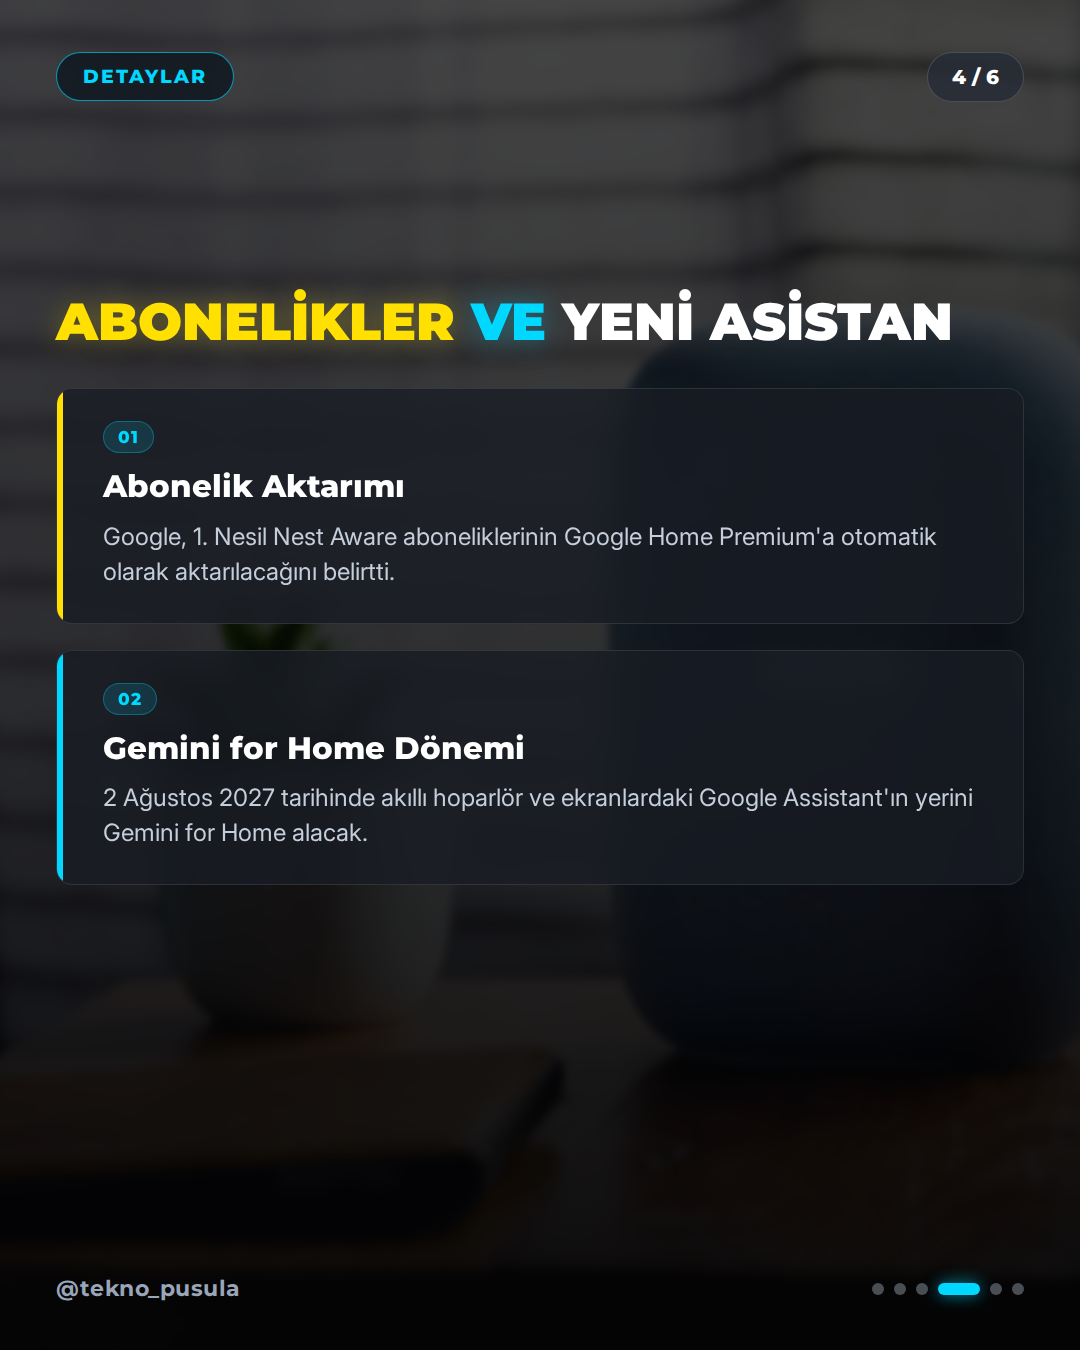 DETAYLAR
4 / 6
ABONELİKLER VE YENİ ASİSTAN
01
Abonelik Aktarımı
Google, 1. Nesil Nest Aware aboneliklerinin Google Home Premium'a otomatik
olarak aktarılacağını belirtti.
02
Gemini for Home Dönemi
2 Ağustos 2027 tarihinde akıllı hoparlör ve ekranlardaki Google Assistant'ın yerini
Gemini for Home alacak.
@tekno_pusula